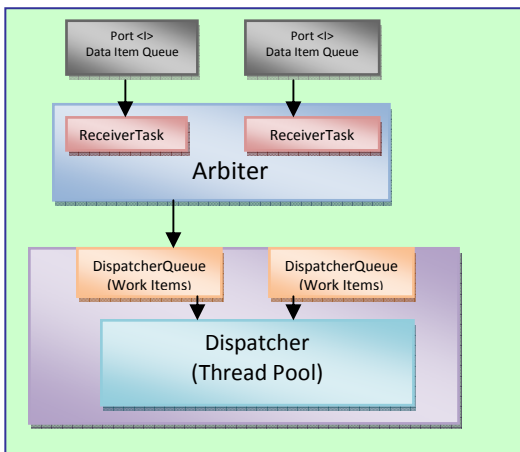 Port <I>
Data Item Queue
Port <I>
Data Item Queue
ReceiverTask
ReceiverTask
Arbiter
DispatcherQueue
(Work Items)
DispatcherQueue
(Work Items)
Dispatcher
(Thread Pool)